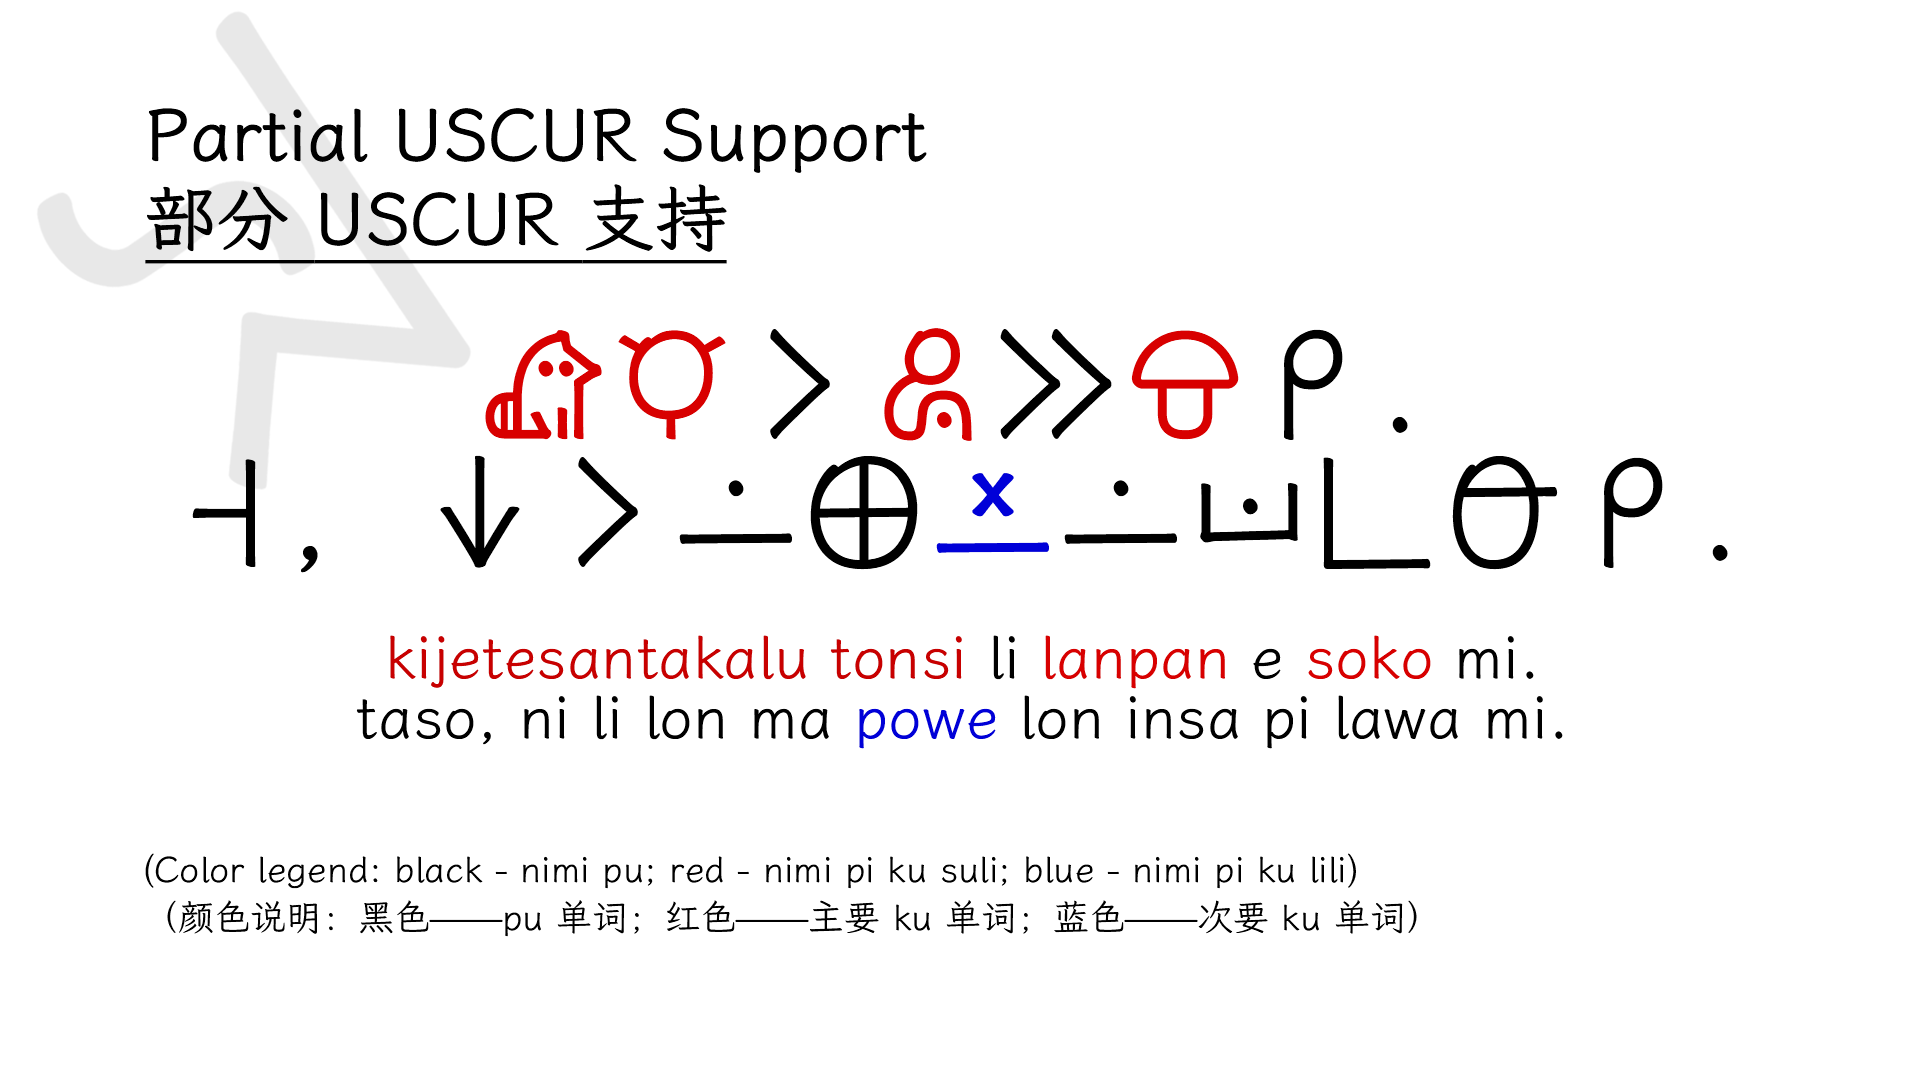 Partial USCUR Support
部分 USCUR 支持
kijetesantakalu tonsi li lanpan e soko mi.
taso, ni li lon ma powe lon insa pi lawa mi.
(Color legend: black - nimi pu; red - nimi pi ku suli; blue - nimi pi ku lili)
（颜色说明：黑色——pu 单词；红色——主要 ku 单词；蓝色——次要 ku 单词）